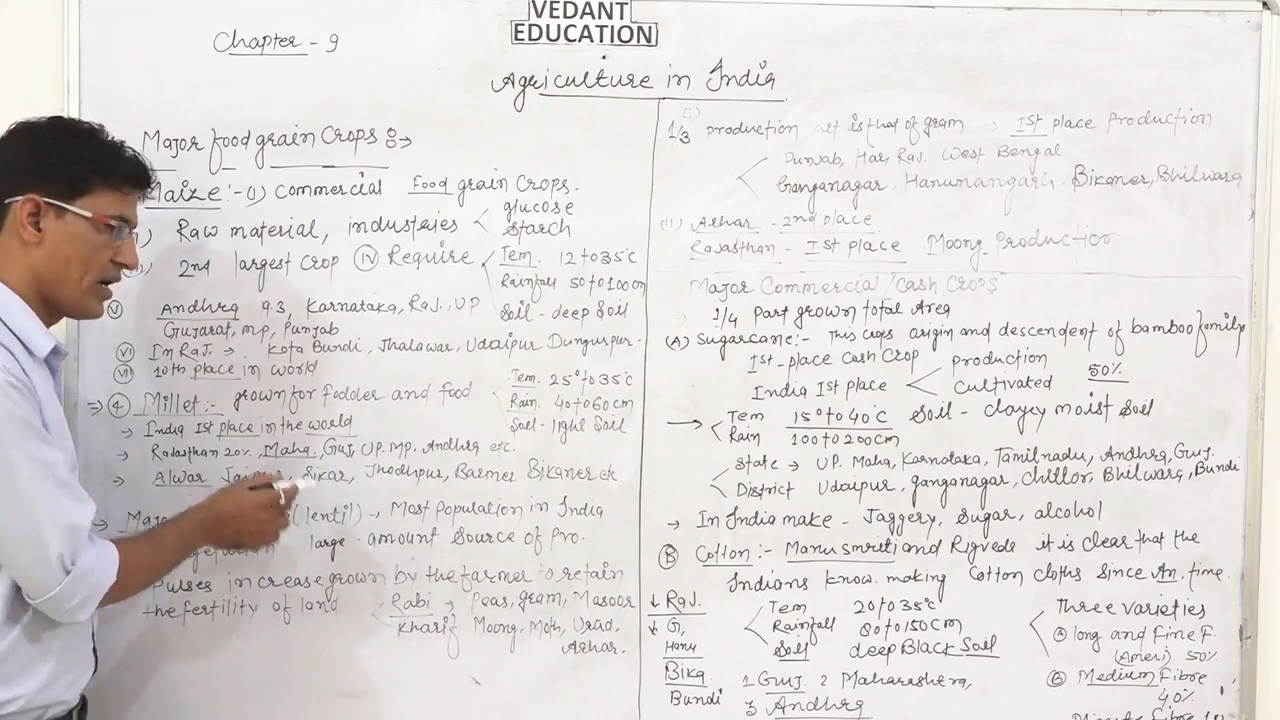 VEDANT
EDUCATION
Chapter - 9
Agriculture in India
Major food grain Crops :->
Maize :- (i) Commercial Food grain Crops.
Raw material, industries < glucose
Starch
2nd largest crop (IV) Require
Tem. 12 to 35°C
Rainfall 50 to 100 cm
Soil - deep Soil
(V) Andhra 9.3, Karnataka, Raj., UP
Gujarat, MP, Punjab
(VI) In Raj. → Kota Bundi, Jhalawar, Udaipur Dungurpur.
(VII) 10th place in world
⇒ (4) Millet :- grown for fodder and food
Tem. 25° to 35°C
Rain. 40 to 60 cm
Soil - light Soil
→ India Ist place in the world
→ Rajasthan 20%, Maha, Guj, UP. MP. Andhra etc.
→ Alwar Sikar, Jhodhpur, Barmer Bikaner etc
(lentil) -, Most Population in India
large amount Source of Pro.
Pulses increase grown by the farmer to retain
the fertility of land
Rabi → Peas, gram, Masoor
Kharif Moong, Moth, Urad,
Arhar.
1/3 production is that of gram → Ist place Production
Punjab, Har, Raj. West Bengal
Ganganagar, Hanumangarh. Bikaner, Bhilwara
(II) Arhar - 2nd place
Rajasthan - Ist place Moong Production
Major Commercial/Cash Crops
1/4 Part grown total Area
(A) Sugarcane :- This crops origin and descendent of bamboo family
Ist - place Cash Crop
India Ist place < production
Cultivated 50%
→ < Tem 15° to 40°C Soil - clayey moist Soil
Rain 100 to 200 cm
State → UP. Maha, Karnataka, Tamilnadu, Andhra, Guj.
District Udaipur, ganganagar, chittor, Bhilwara, Bundi
→ In India make - Jaggery, Sugar, alcohol
(B) Cotton :- Manusmriti and Rigveda it is clear that the
Indians know making Cotton cloths since An. time.
↓ Raj.
G,
Hanu
Bika
Bundi
Tem 20 to 35°C
Rainfall 80 to 150 cm
Soil deep Black Soil
1 Guj 2 Maharashtra,
3 Andhra
three varieties
(a) long and fine F.
(Ameri) 50%
(b) Medium Fibre
40%